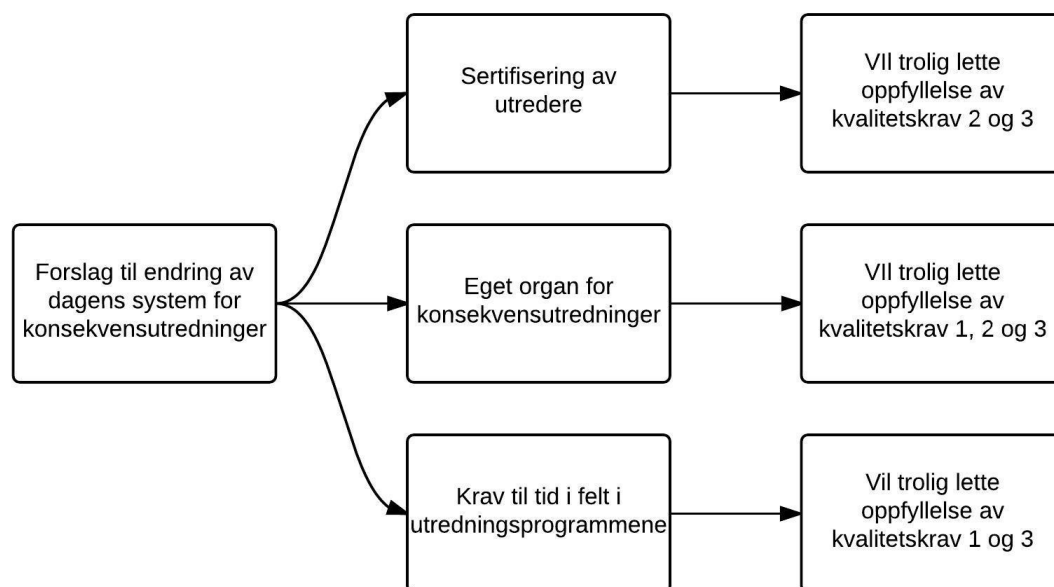 Sertifisering av
utredere
VIl trolig lette
oppfyllelse av
kvalitetskrav 2 og 3
Forslag til endring av
dagens system for
konsekvensutredninger
Eget organ for
konsekvensutredninger
VIl trolig lette
oppfyllelse av
kvalitetskrav 1, 2 og 3
Krav til tid i felt i
utredningsprogrammene
Vil trolig lette
oppfyllelse av
kvalitetskrav 1 og 3